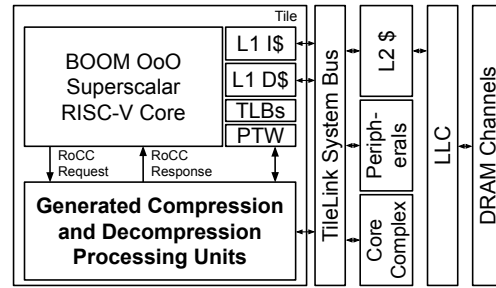 Tile
BOOM OoO
Superscalar
RISC-V Core
L1 I$
L1 D$
TLBs
PTW
RoCC
Request
RoCC
Response
Generated Compression
and Decompression
Processing Units
TileLink System Bus
L2 $
Periph-
erals
Core
Complex
LLC
DRAM Channels